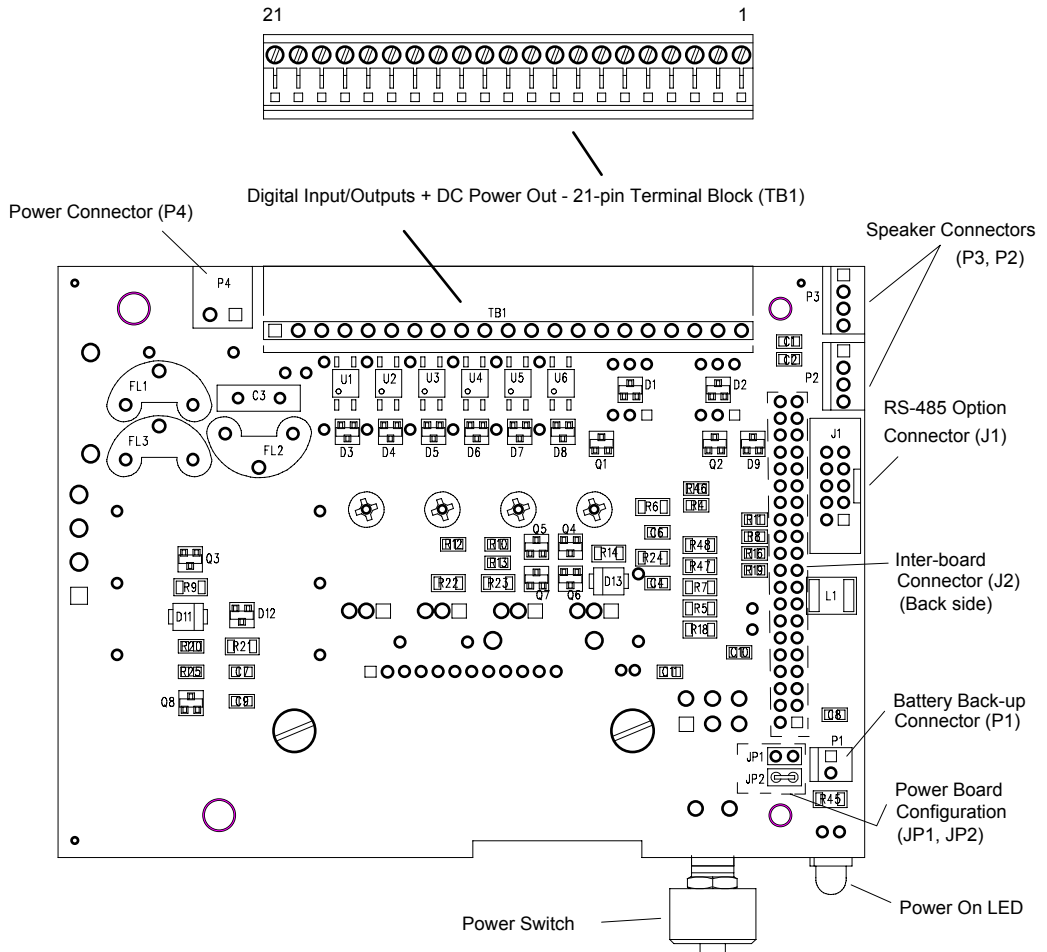 21 1
Digital Input/Outputs + DC Power Out - 21-pin Terminal Block (TB1)
Power Connector (P4)
Speaker Connectors
(P3, P2)
P4
TB1
P3
C1
C2
P2
U1 U2 U3 U4 U5 U6
D1 D2
FL1
C3
FL3
FL2
D3 D4 D5 D6 D7 D8
Q1 Q2 D9
J1
RS-485 Option
Connector (J1)
R46
R6 R4
Q5 Q4
C6
R11
R8
R12 R10 R14 R48
R13 R24 R16
R47 R19
Q3
R9
R22 R23 Q7 Q6 D13 C4 R7
Inter-board
Connector (J2)
(Back side)
L1
D11 D12
R5
R18
R20 R21
C10
R25 C7
C11
Q8 C9
C8
Battery Back-up
Connector (P1)
P1
JP1
JP2
R45
Power Board
Configuration
(JP1, JP2)
Power On LED
Power Switch